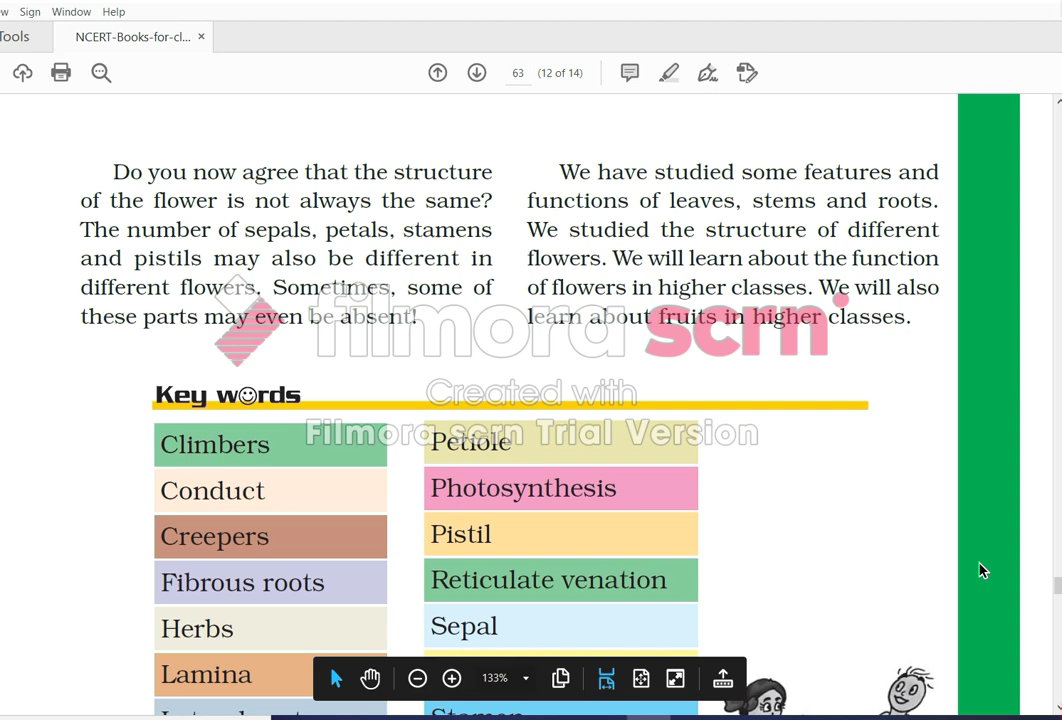 Sign Window Help
Tools
NCERT-Books-for-cl... ×
63 (12 of 14)
Do you now agree that the structure
of the flower is not always the same?
The number of sepals, petals, stamens
and pistils may also be different in
different flowers. Sometimes, some of
these parts may even be absent!
We have studied some features and
functions of leaves, stems and roots.
We studied the structure of different
flowers. We will learn about the function
of flowers in higher classes. We will also
learn about fruits in higher classes.
filmora scrn
Created with
Filmora scrn Trial Version
Key words
Climbers
Conduct
Creepers
Fibrous roots
Herbs
Lamina
Petiole
Photosynthesis
Pistil
Reticulate venation
Sepal
Stamen
133%